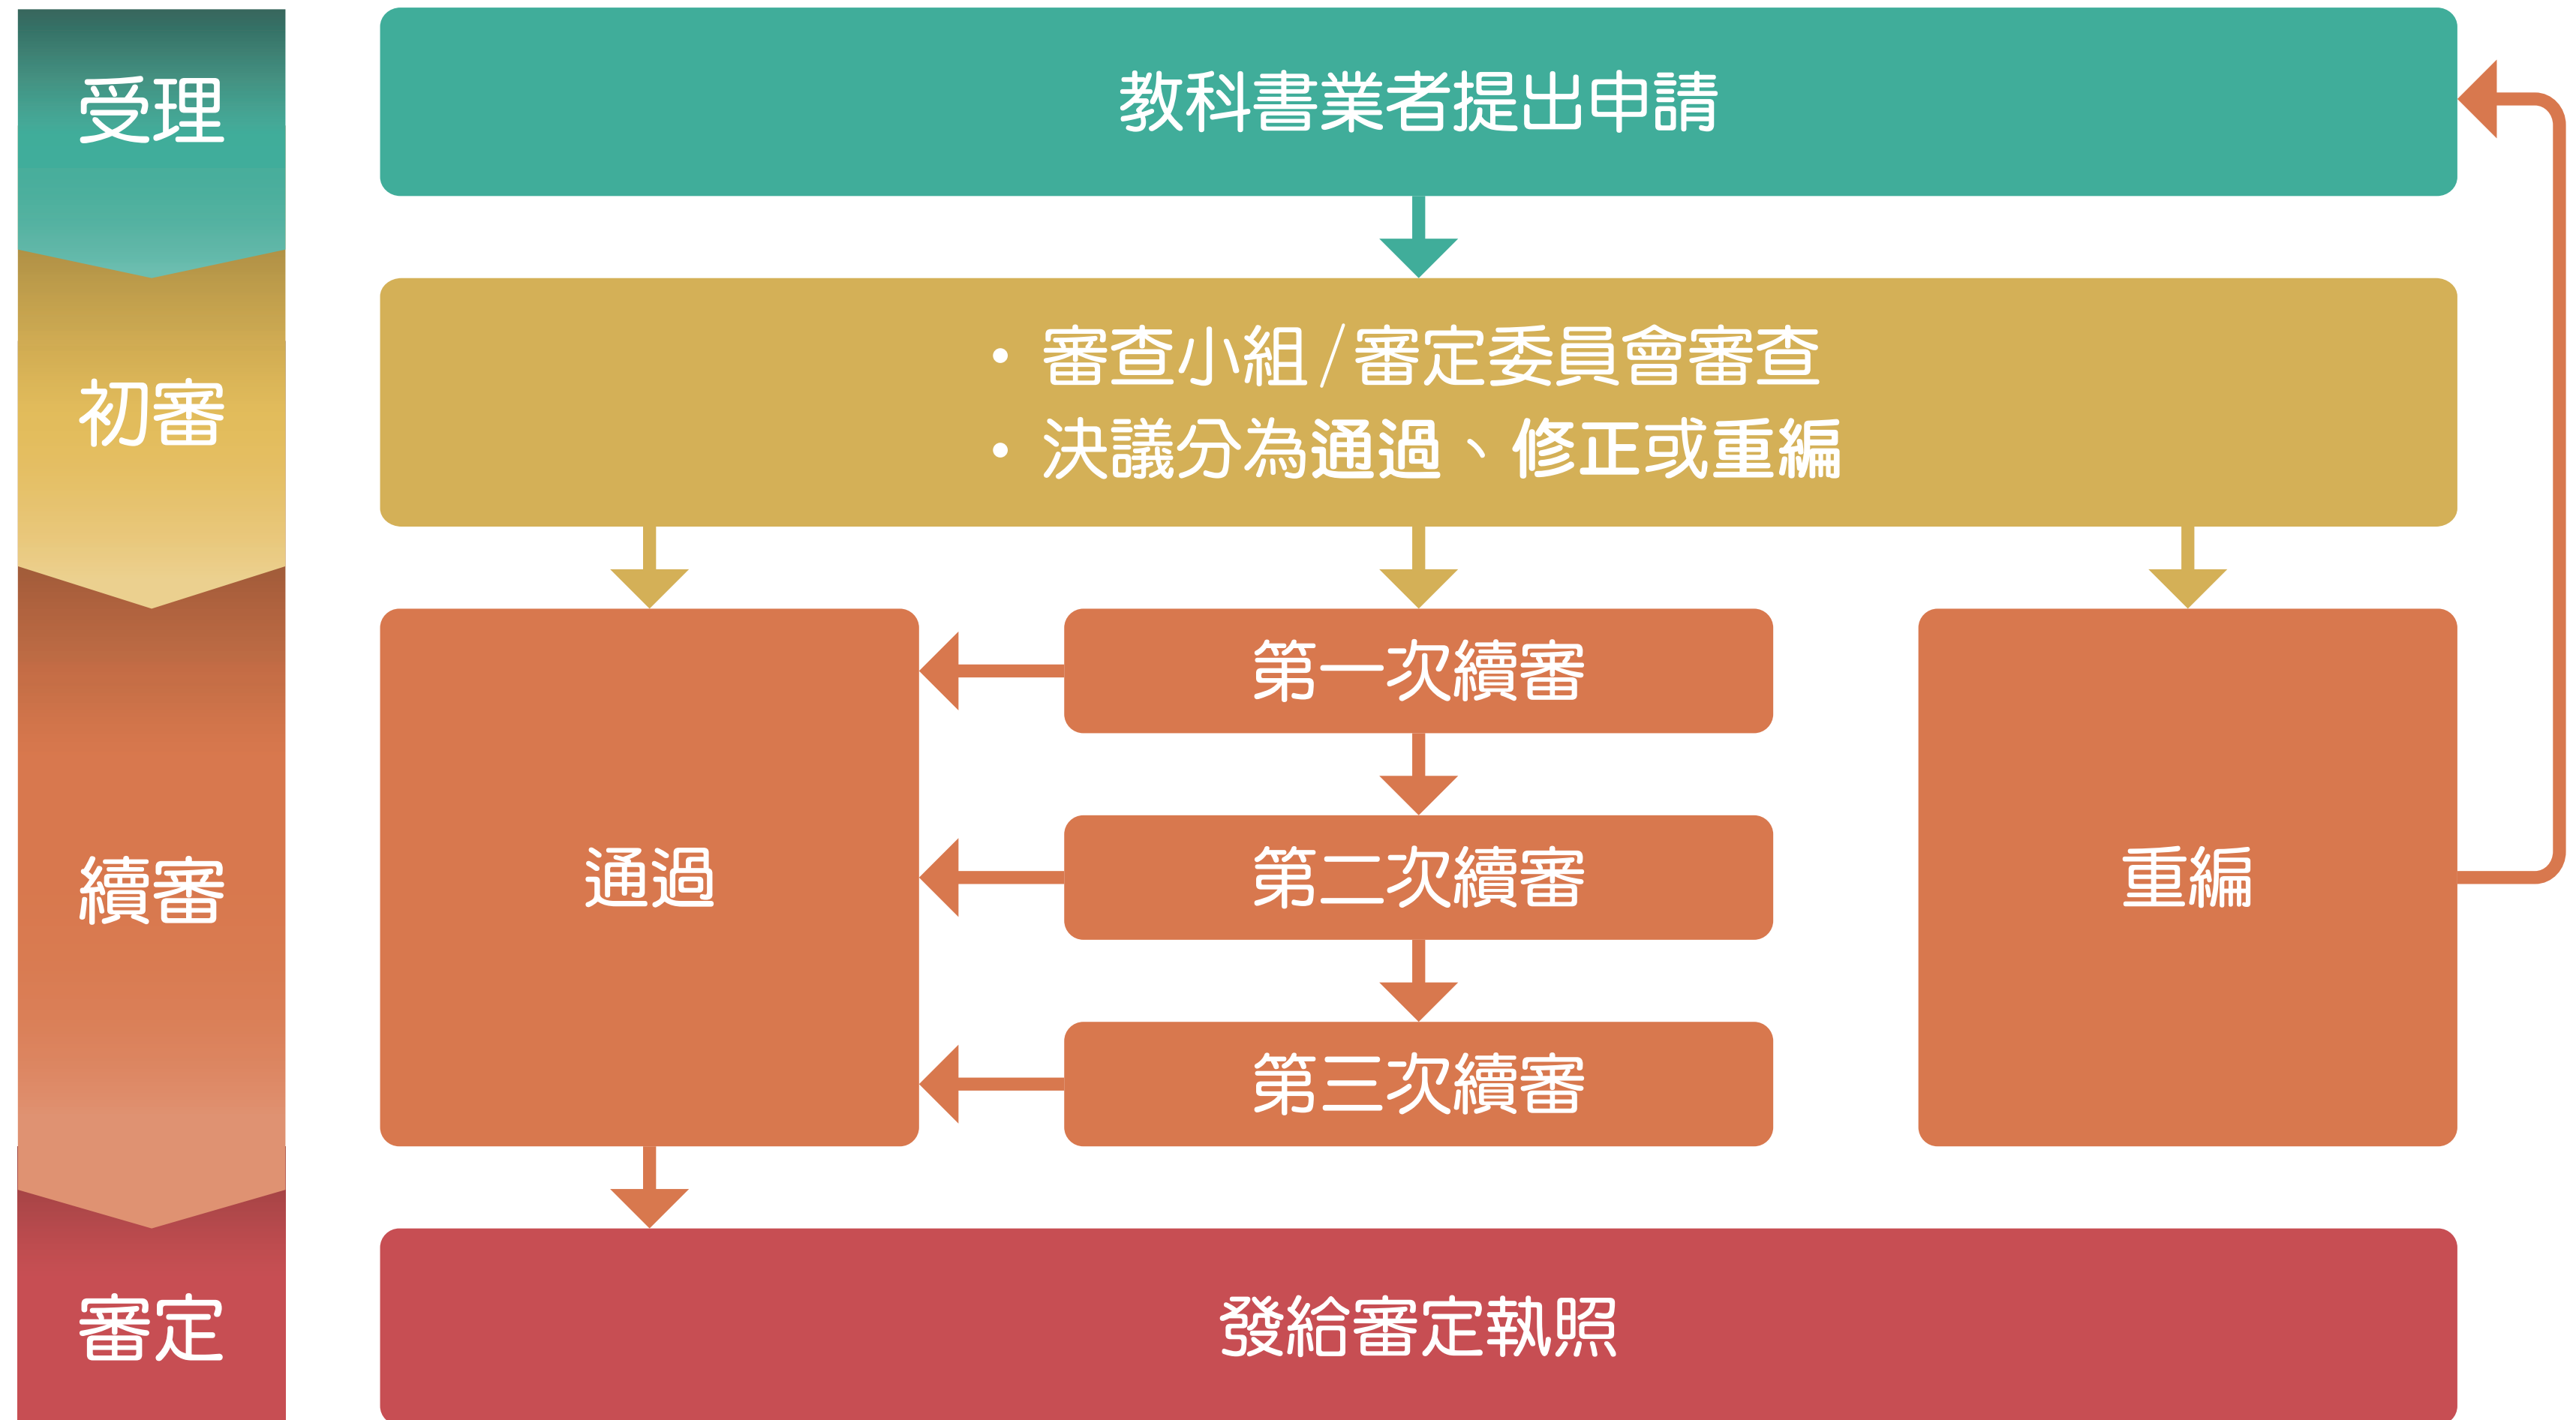 受理
教科書業者提出申請
初審
• 審查小組/審定委員會審查
• 決議分為通過、修正或重編
續審
通過
第一次續審
第二次續審
第三次續審
重編
審定
發給審定執照